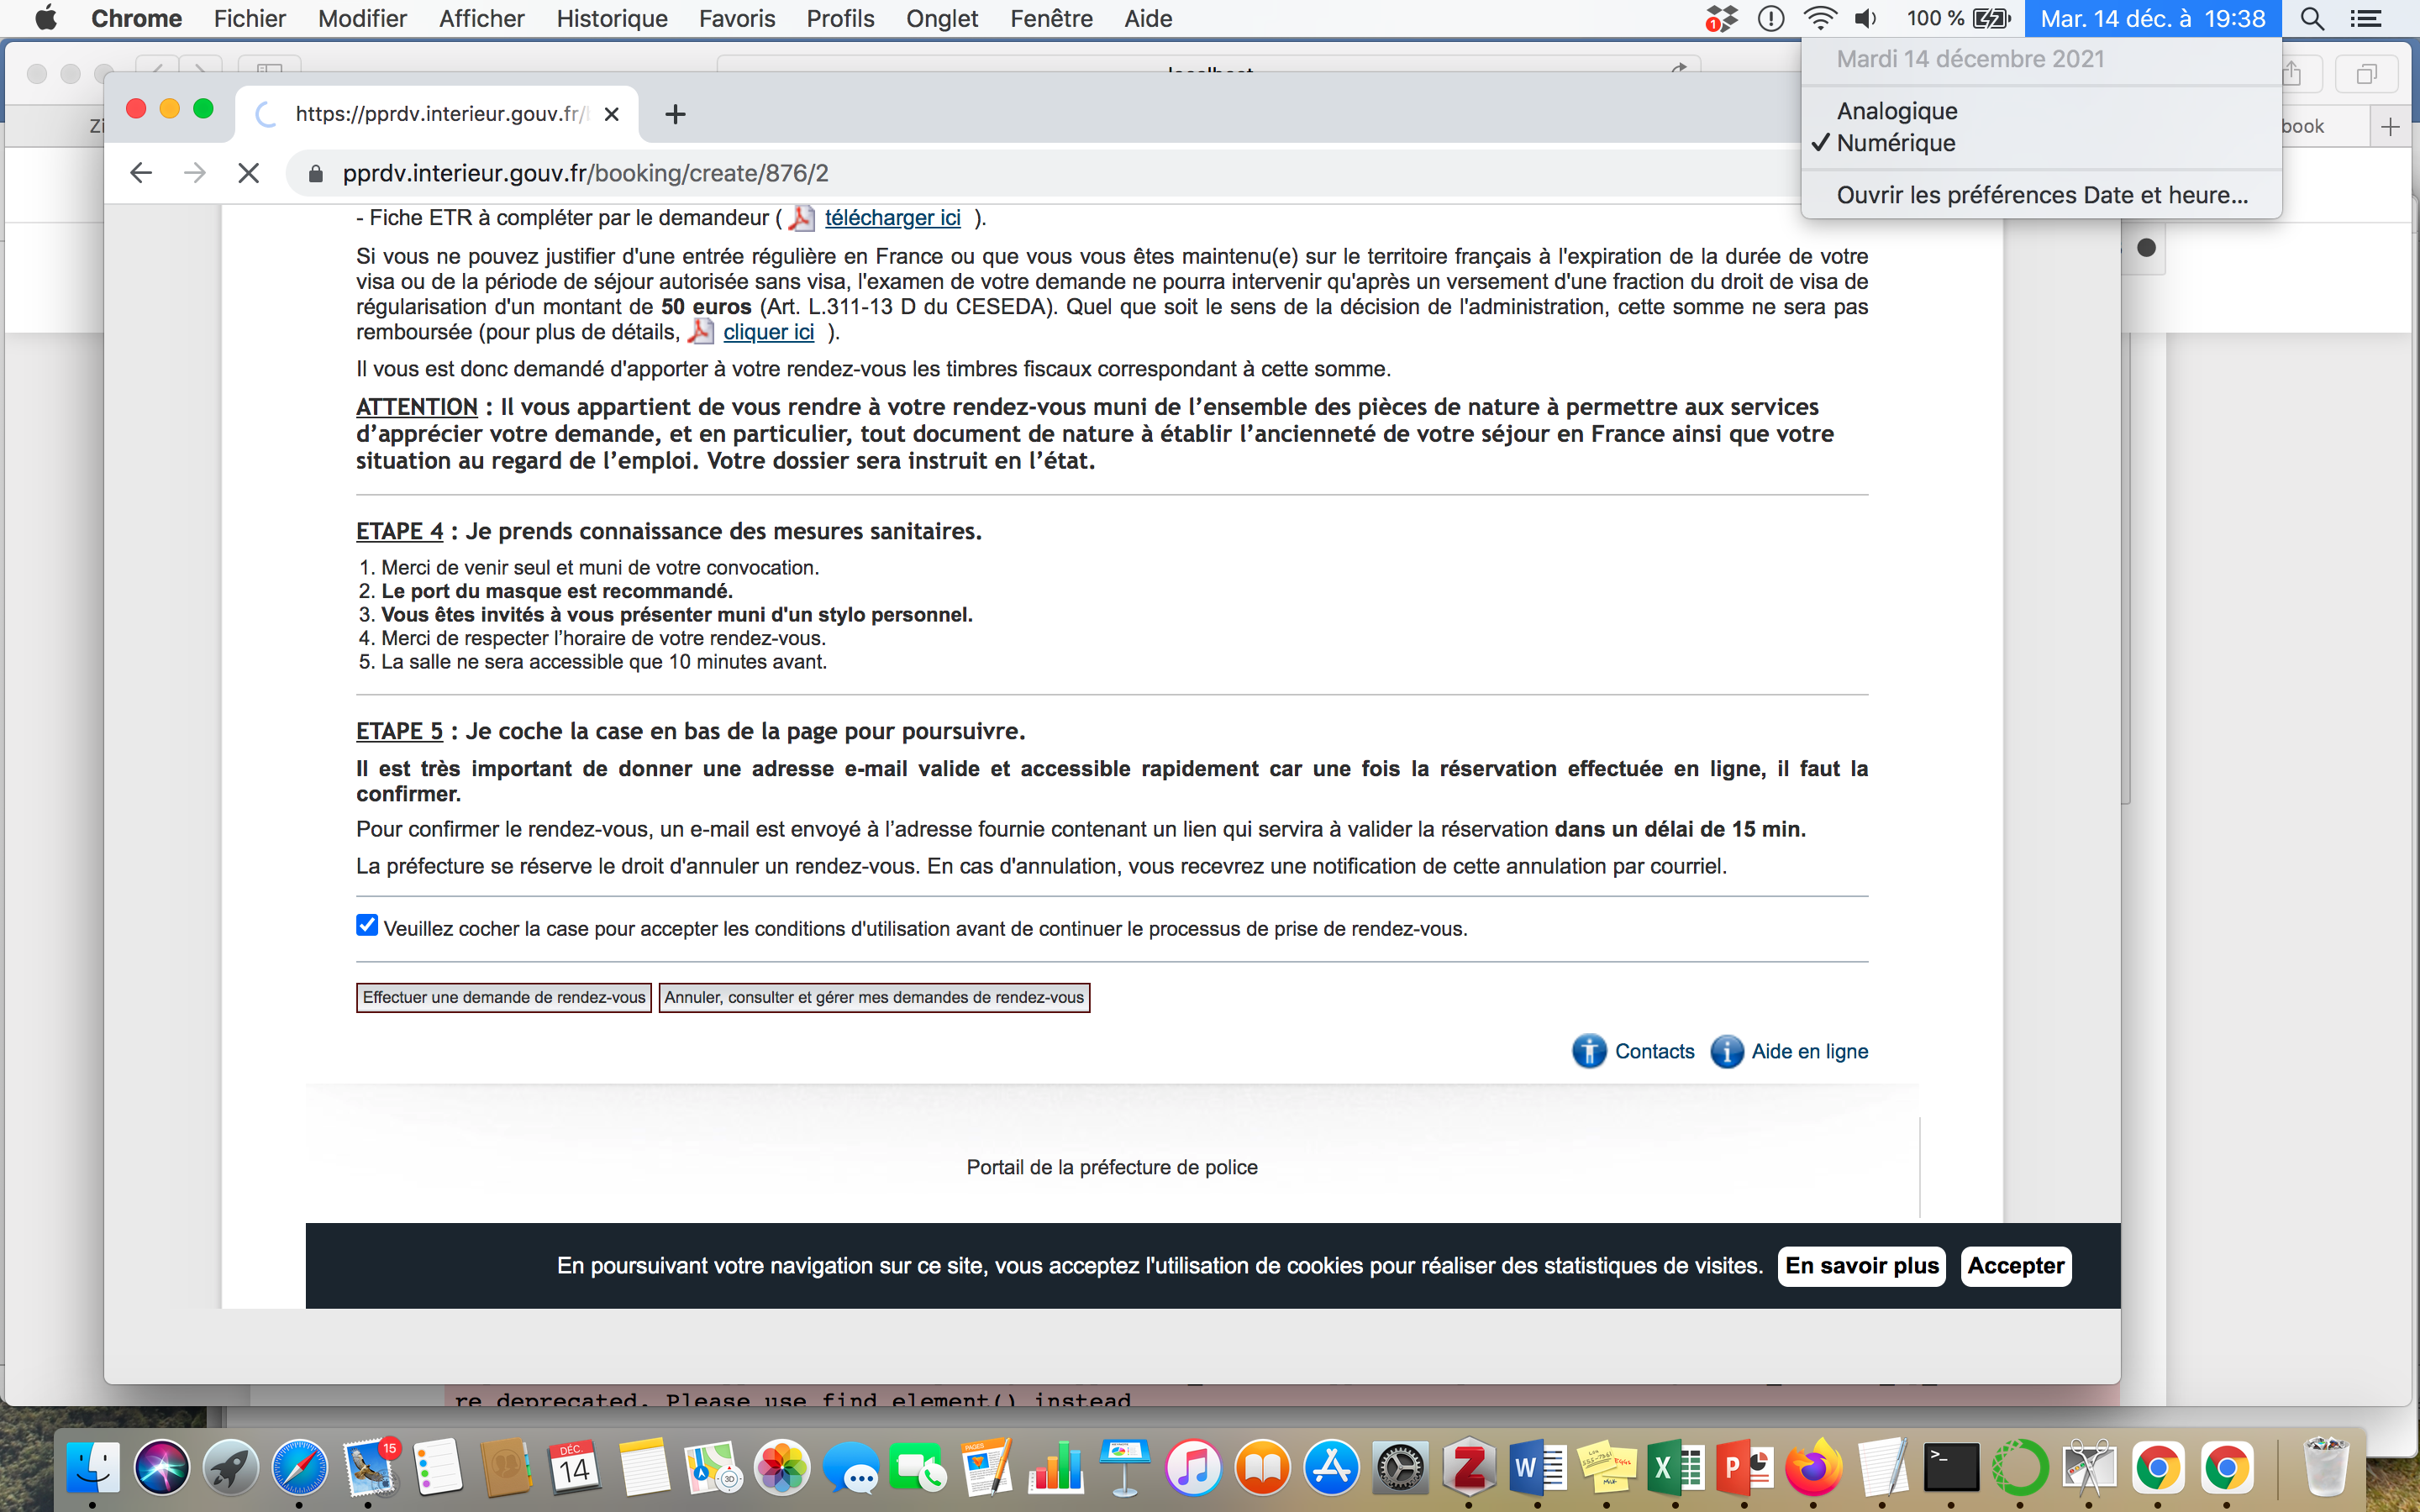 Chrome Fichier Modifier Afficher Historique Favoris Profils Onglet Fenêtre Aide
1 100 % Mar. 14 déc. à 19:38
Mardi 14 décembre 2021
Analogique
✓ Numérique
Ouvrir les préférences Date et heure...
localhost
Zi
book
https://pprdv.interieur.gouv.fr/
pprdv.interieur.gouv.fr/booking/create/876/2
- Fiche ETR à compléter par le demandeur ( télécharger ici ).
Si vous ne pouvez justifier d'une entrée régulière en France ou que vous vous êtes maintenu(e) sur le territoire français à l'expiration de la durée de votre
visa ou de la période de séjour autorisée sans visa, l'examen de votre demande ne pourra intervenir qu'après un versement d'une fraction du droit de visa de
régularisation d'un montant de 50 euros (Art. L.311-13 D du CESEDA). Quel que soit le sens de la décision de l'administration, cette somme ne sera pas
remboursée (pour plus de détails, cliquer ici ).
Il vous est donc demandé d'apporter à votre rendez-vous les timbres fiscaux correspondant à cette somme.
ATTENTION : Il vous appartient de vous rendre à votre rendez-vous muni de l’ensemble des pièces de nature à permettre aux services
d’apprécier votre demande, et en particulier, tout document de nature à établir l’ancienneté de votre séjour en France ainsi que votre
situation au regard de l’emploi. Votre dossier sera instruit en l’état.
ETAPE 4 : Je prends connaissance des mesures sanitaires.
1. Merci de venir seul et muni de votre convocation.
2. Le port du masque est recommandé.
3. Vous êtes invités à vous présenter muni d'un stylo personnel.
4. Merci de respecter l’horaire de votre rendez-vous.
5. La salle ne sera accessible que 10 minutes avant.
ETAPE 5 : Je coche la case en bas de la page pour poursuivre.
Il est très important de donner une adresse e-mail valide et accessible rapidement car une fois la réservation effectuée en ligne, il faut la
confirmer.
Pour confirmer le rendez-vous, un e-mail est envoyé à l’adresse fournie contenant un lien qui servira à valider la réservation dans un délai de 15 min.
La préfecture se réserve le droit d'annuler un rendez-vous. En cas d'annulation, vous recevrez une notification de cette annulation par courriel.
Veuillez cocher la case pour accepter les conditions d'utilisation avant de continuer le processus de prise de rendez-vous.
Effectuer une demande de rendez-vous Annuler, consulter et gérer mes demandes de rendez-vous
Contacts Aide en ligne
Portail de la préfecture de police
En poursuivant votre navigation sur ce site, vous acceptez l'utilisation de cookies pour réaliser des statistiques de visites. En savoir plus Accepter
re deprecated. Please use find_element() instead
15
DÉC.
14
3D
PAGES
Z
W
X
P
>_